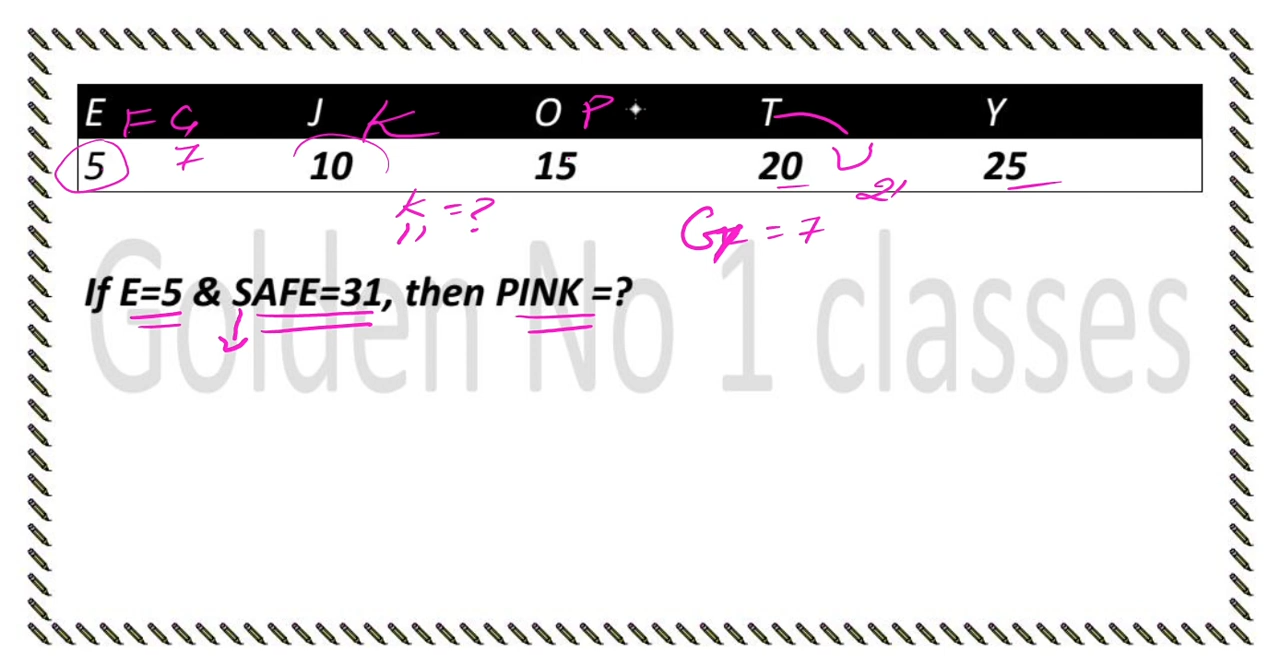 E F G J K O P T Y
5 7 10 15 20 U 21 25
K = ? G = 7
11
If E=5 & SAFE=31, then PINK =?
Golden No 1 classes